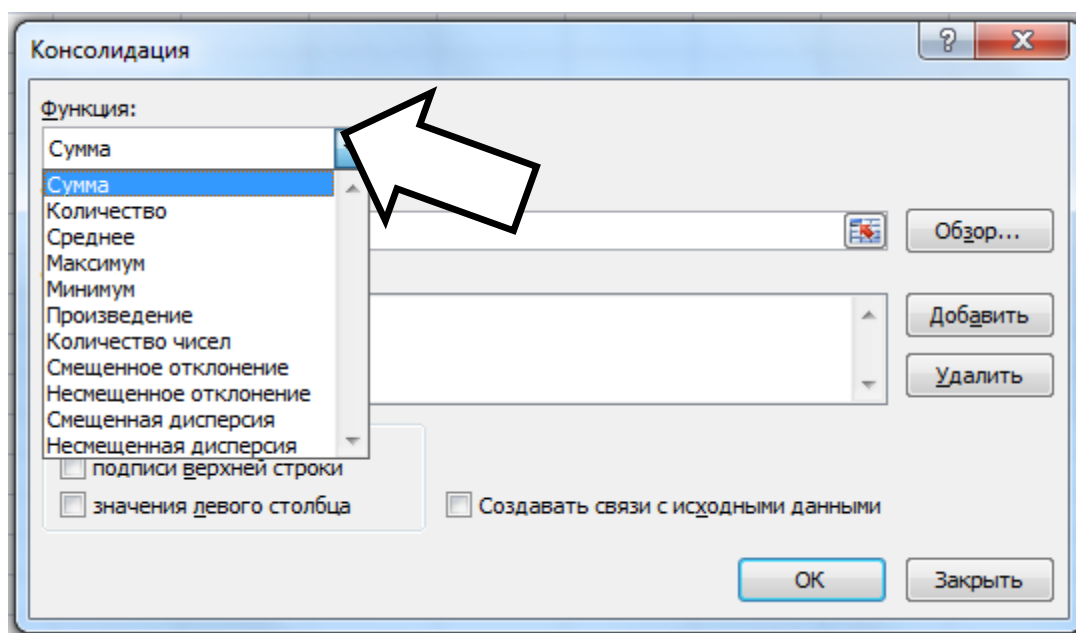 Консолидация
Функция:
Сумма
Сумма
Количество
Среднее
Максимум
Минимум
Произведение
Количество чисел
Смещенное отклонение
Несмещенное отклонение
Смещенная дисперсия
Несмещенная дисперсия
Обзор...
Добавить
Удалить
подписи верхней строки
значения левого столбца
Создавать связи с исходными данными
ОК
Закрыть